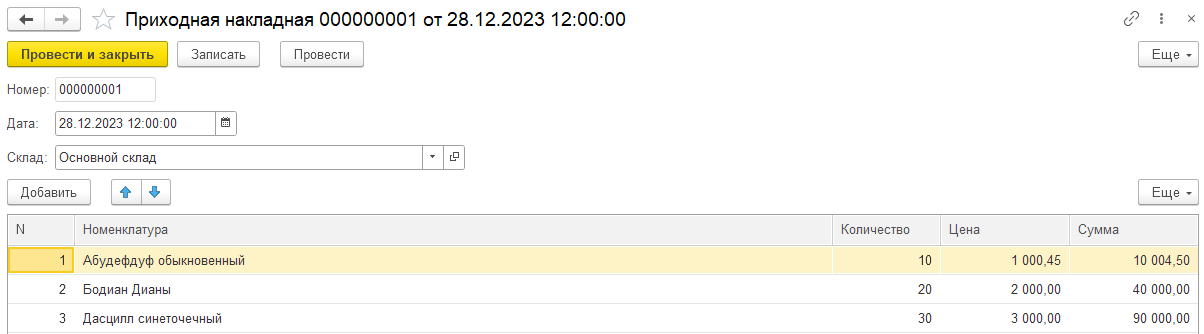 Приходная накладная 000000001 от 28.12.2023 12:00:00
Провести и закрыть Записать Провести Еще
Номер: 000000001
Дата: 28.12.2023 12:00:00
Склад: Основной склад
Добавить Еще
N Номенклатура Количество Цена Сумма
1 Абудефдуф обыкновенный 10 1 000,45 10 004,50
2 Бодиан Дианы 20 2 000,00 40 000,00
3 Дасцилл синеточечный 30 3 000,00 90 000,00